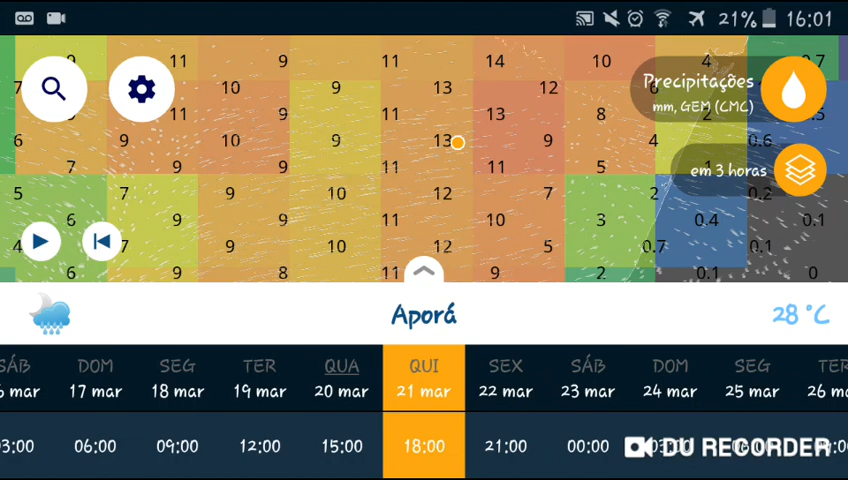 21% 16:01
9 11 9 11 14 10 4 0.7
7 10 9 13 12 6
11 9 11 13 8 2 .5
6 9 10 9 13 9 4 0.6
7 9 9 11 11 5 1
5 7 9 10 12 7 2 0.2
6 9 9 11 10 3 0.4 0.1
4 7 9 10 12 5 0.7 0.1
6 9 8 11 9 2 0.1 0
Precipitações
mm, GEM (CMC)
em 3 horas
Aporá
28 °C
SÁB DOM SEG TER QUA QUI SEX SÁB DOM SEG TER
6 mar 17 mar 18 mar 19 mar 20 mar 21 mar 22 mar 23 mar 24 mar 25 mar 26 mar
03:00 06:00 09:00 12:00 15:00 18:00 21:00 00:00 03:00
DU RECORDER